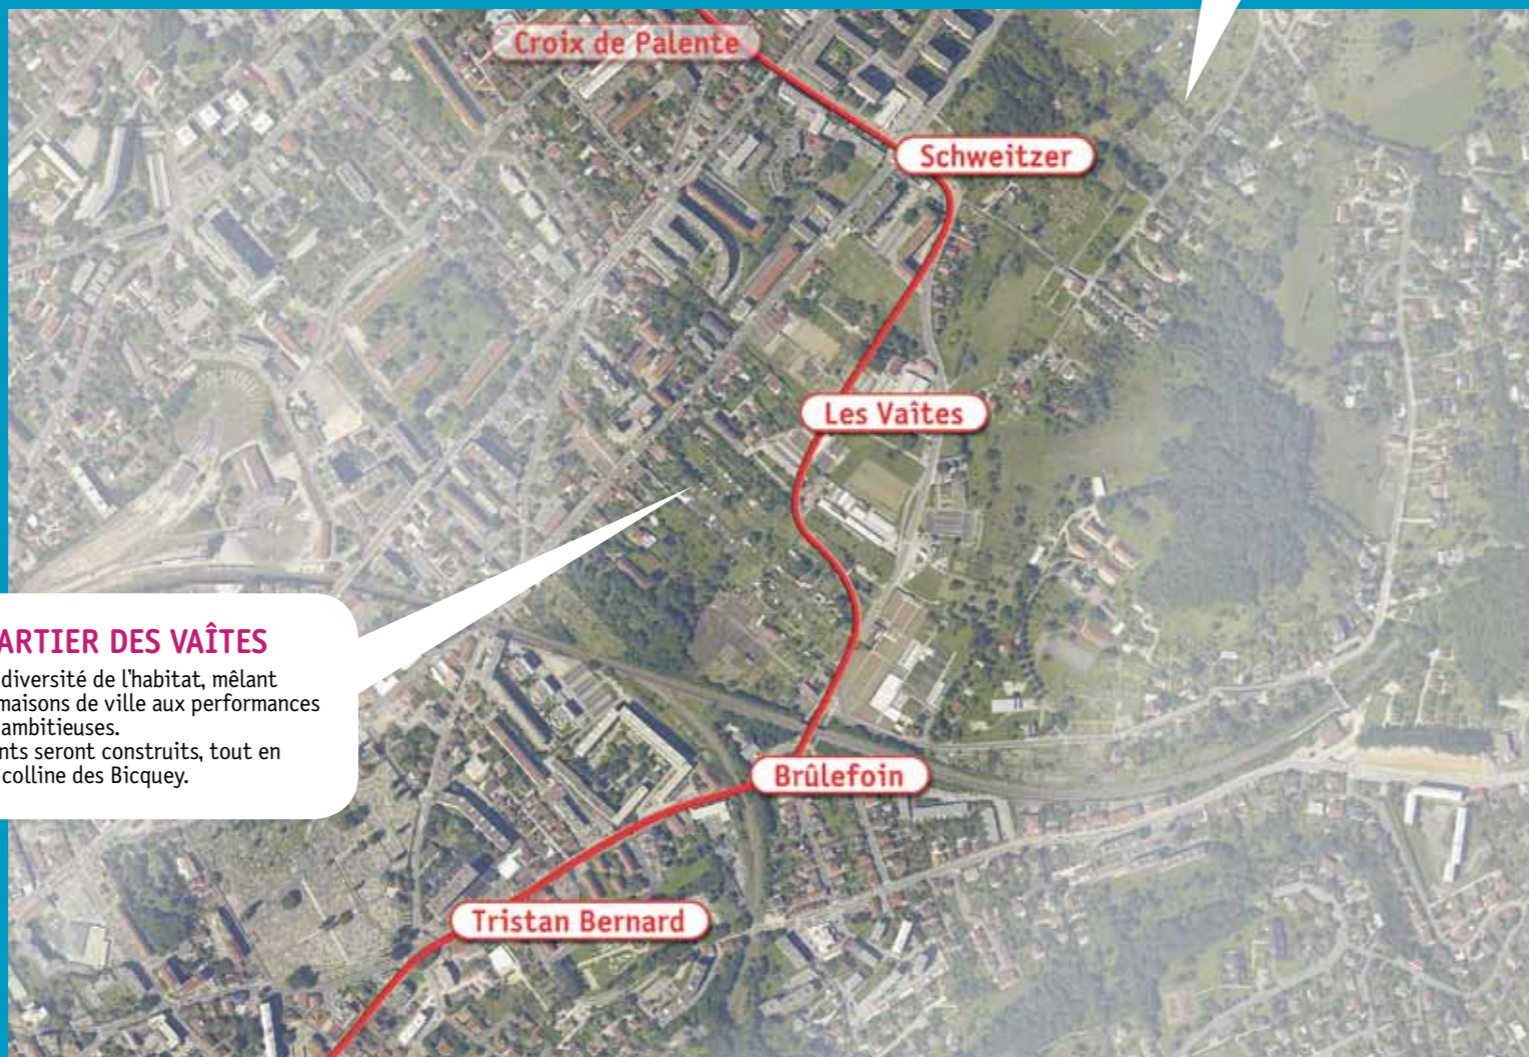 Croix de Palente
Schweitzer
Les Vaîtes
ARTIER DES VAÎTES
diversité de l'habitat, mêlant
maisons de ville aux performances
ambitieuses.
nts seront construits, tout en
colline des Bicquey.
Brûlefoin
Tristan Bernard